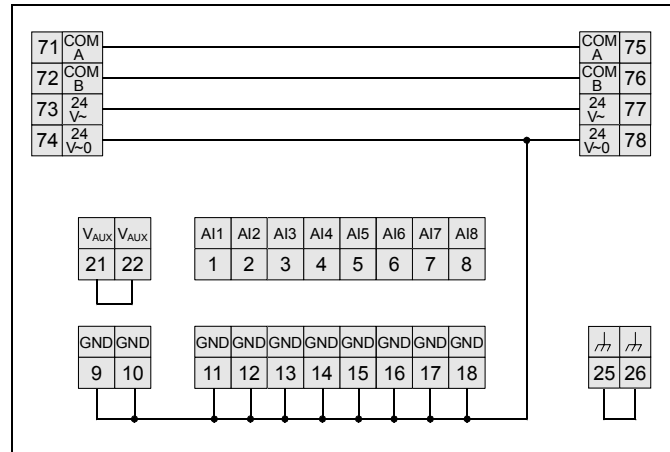 71 COM A COM A 75
72 COM B COM B 76
73 24 V~ 24 V~ 77
74 24 V~0 24 V~0 78
VAUX VAUX AI1 AI2 AI3 AI4 AI5 AI6 AI7 AI8
21 22 1 2 3 4 5 6 7 8
GND GND GND GND GND GND GND GND GND GND
9 10 11 12 13 14 15 16 17 18 25 26